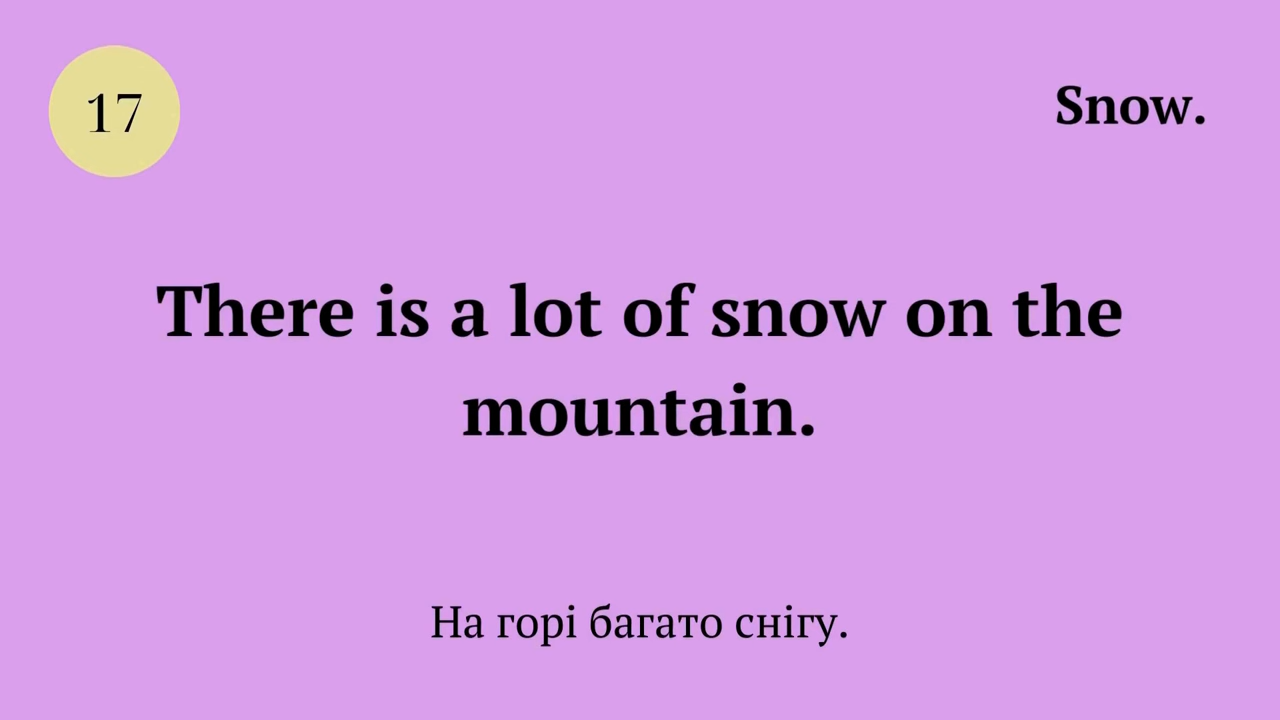 17
Snow.
There is a lot of snow on the
mountain.
На горі багато снігу.